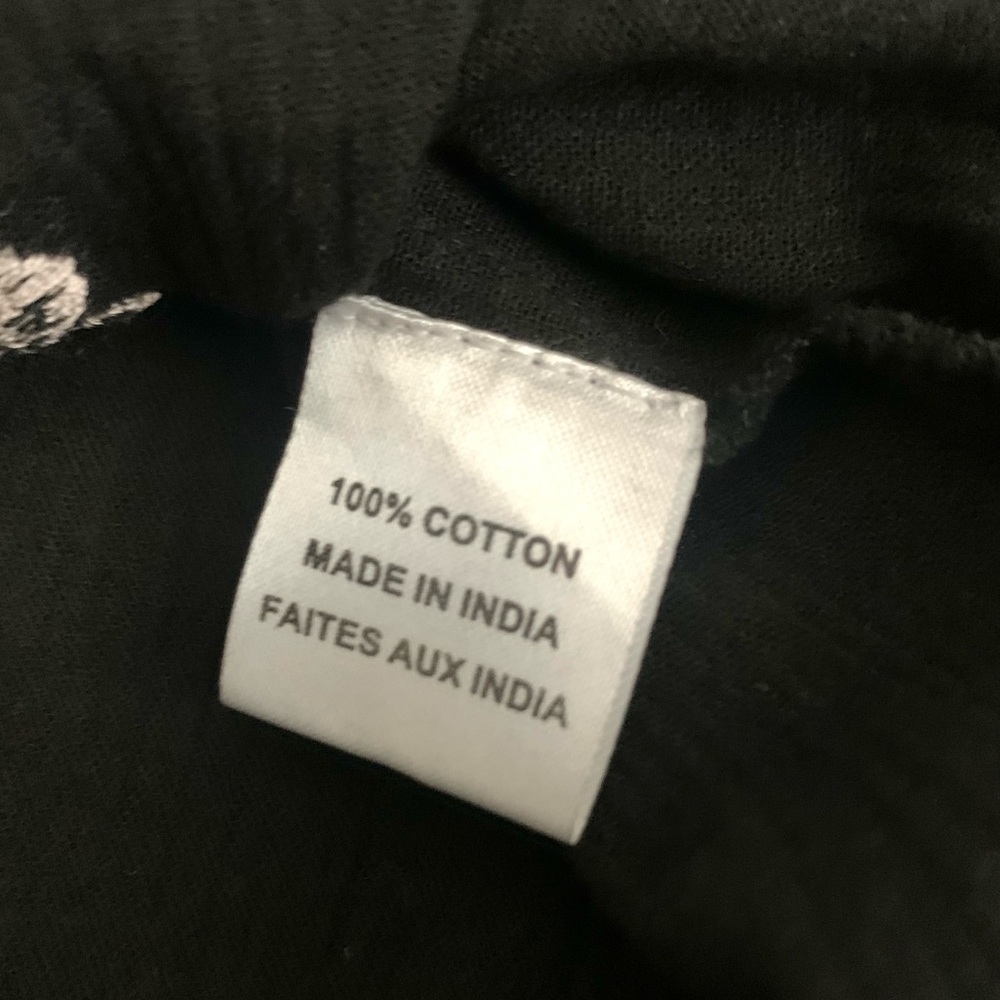 100% COTTON
MADE IN INDIA
FAITES AUX INDIA